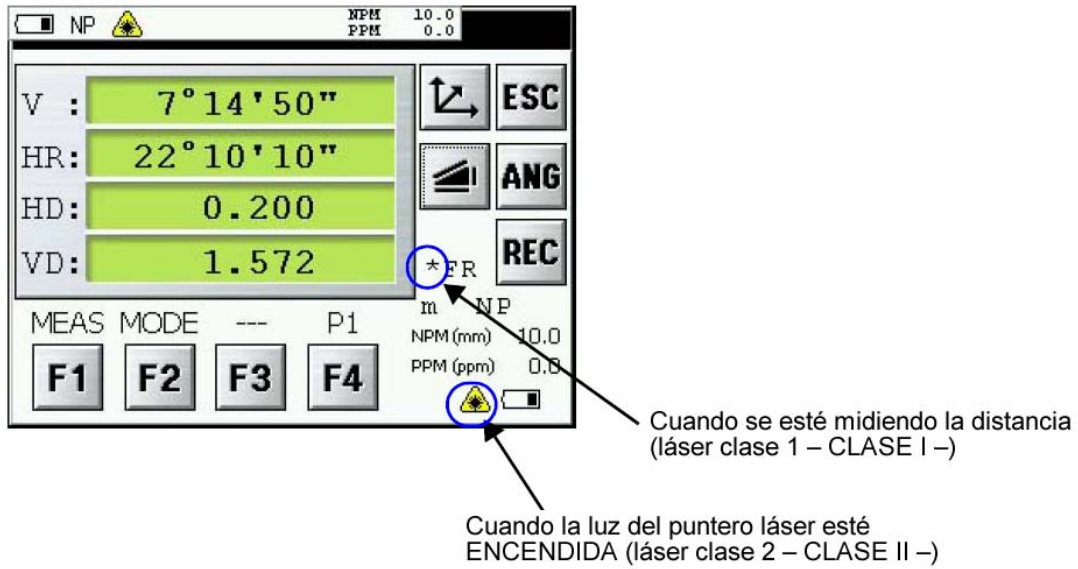 NP NPM 10.0
PPM 0.0
V : 7°14'50"
HR: 22°10'10"
HD: 0.200
VD: 1.572
ESC
ANG
REC
*FR
m NP
NPM (mm) 10.0
PPM (ppm) 0.0
MEAS MODE --- P1
F1 F2 F3 F4
Cuando se esté midiendo la distancia
(láser clase 1 – CLASE I –)
Cuando la luz del puntero láser esté
ENCENDIDA (láser clase 2 – CLASE II –)